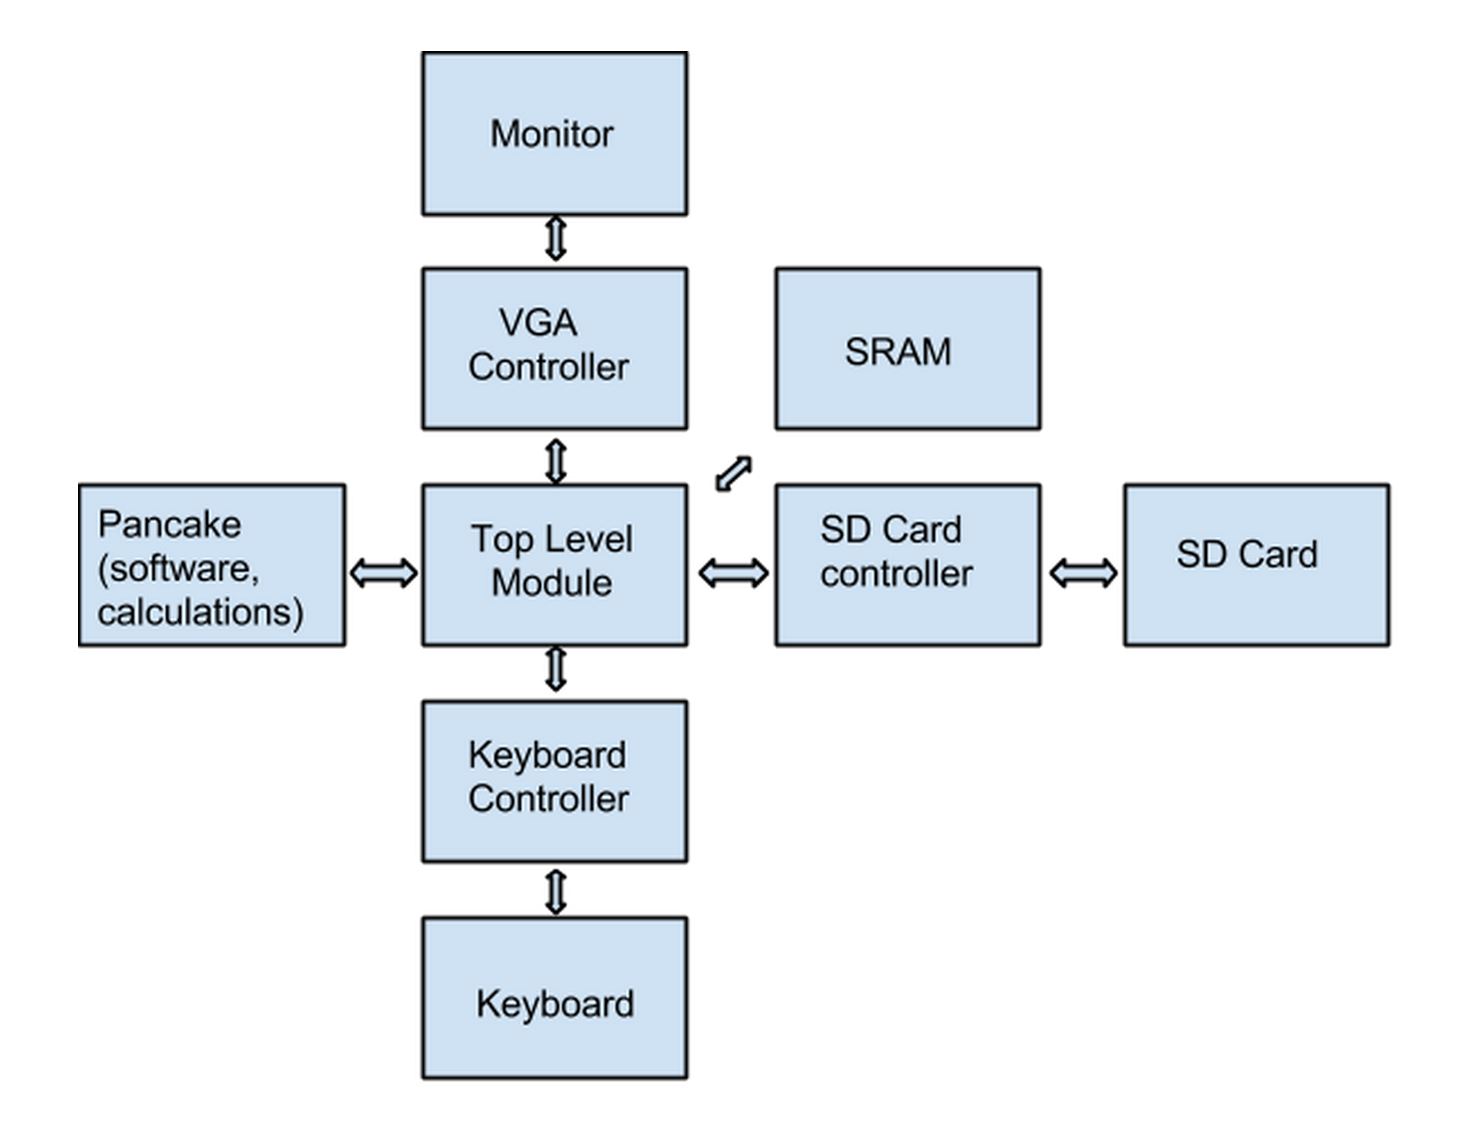 Monitor
VGA
Controller
SRAM
Pancake
(software,
calculations)
Top Level
Module
SD Card
controller
SD Card
Keyboard
Controller
Keyboard